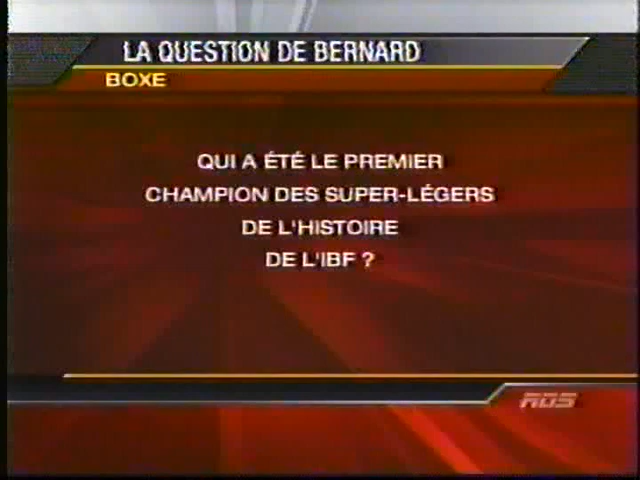 LA QUESTION DE BERNARD
BOXE
QUI A ÉTÉ LE PREMIER
CHAMPION DES SUPER-LÉGERS
DE L'HISTOIRE
DE L'IBF ?
RDS